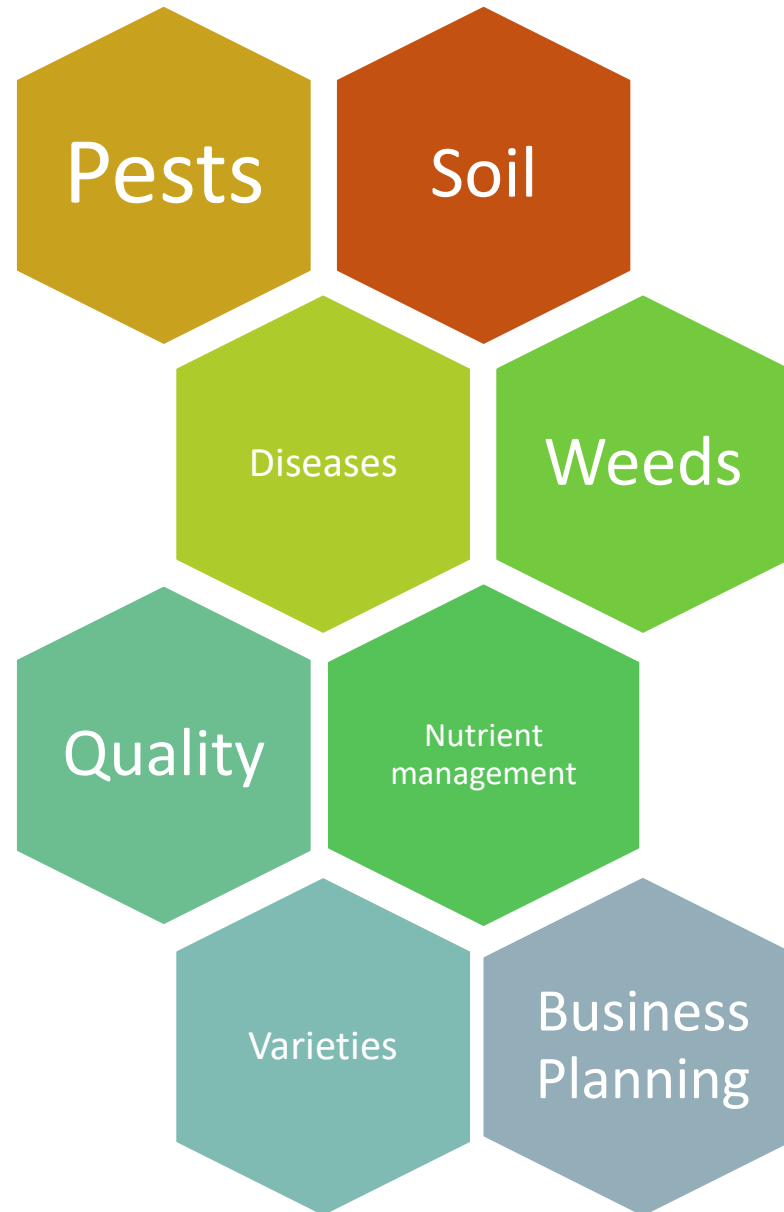 Pests
Soil
Diseases
Weeds
Quality
Nutrient
management
Varieties
Business
Planning